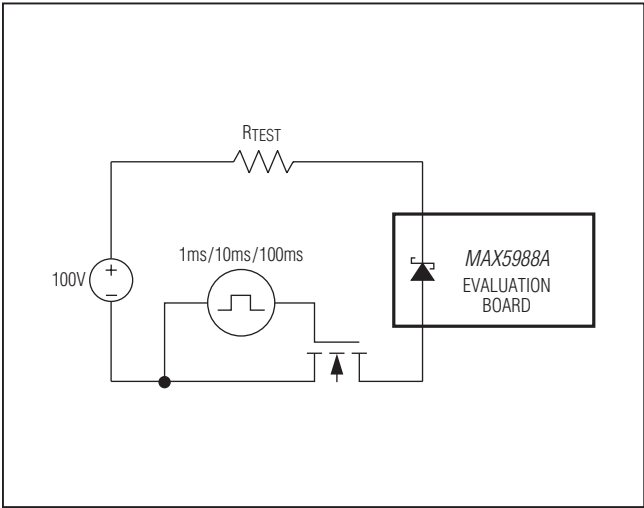 RTEST
1ms/10ms/100ms
100V
+
−
MAX5988A
EVALUATION
BOARD